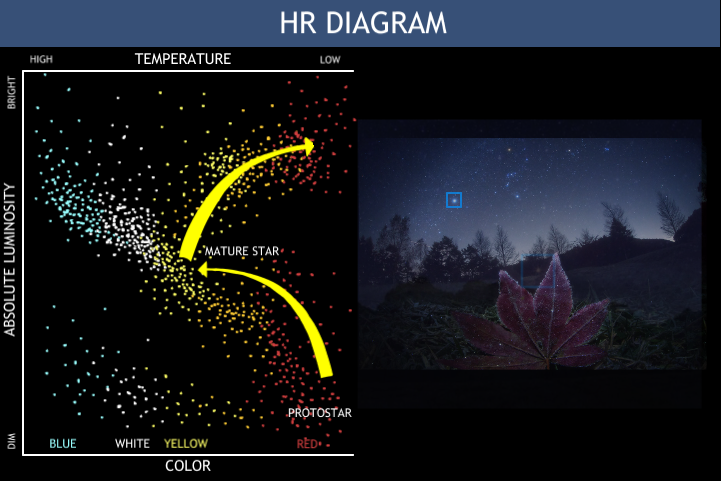 HR DIAGRAM
HIGH
TEMPERATURE
LOW
BRIGHT
ABSOLUTE LUMINOSITY
DIM
MATURE STAR
PROTOSTAR
BLUE
WHITE
YELLOW
RED
COLOR